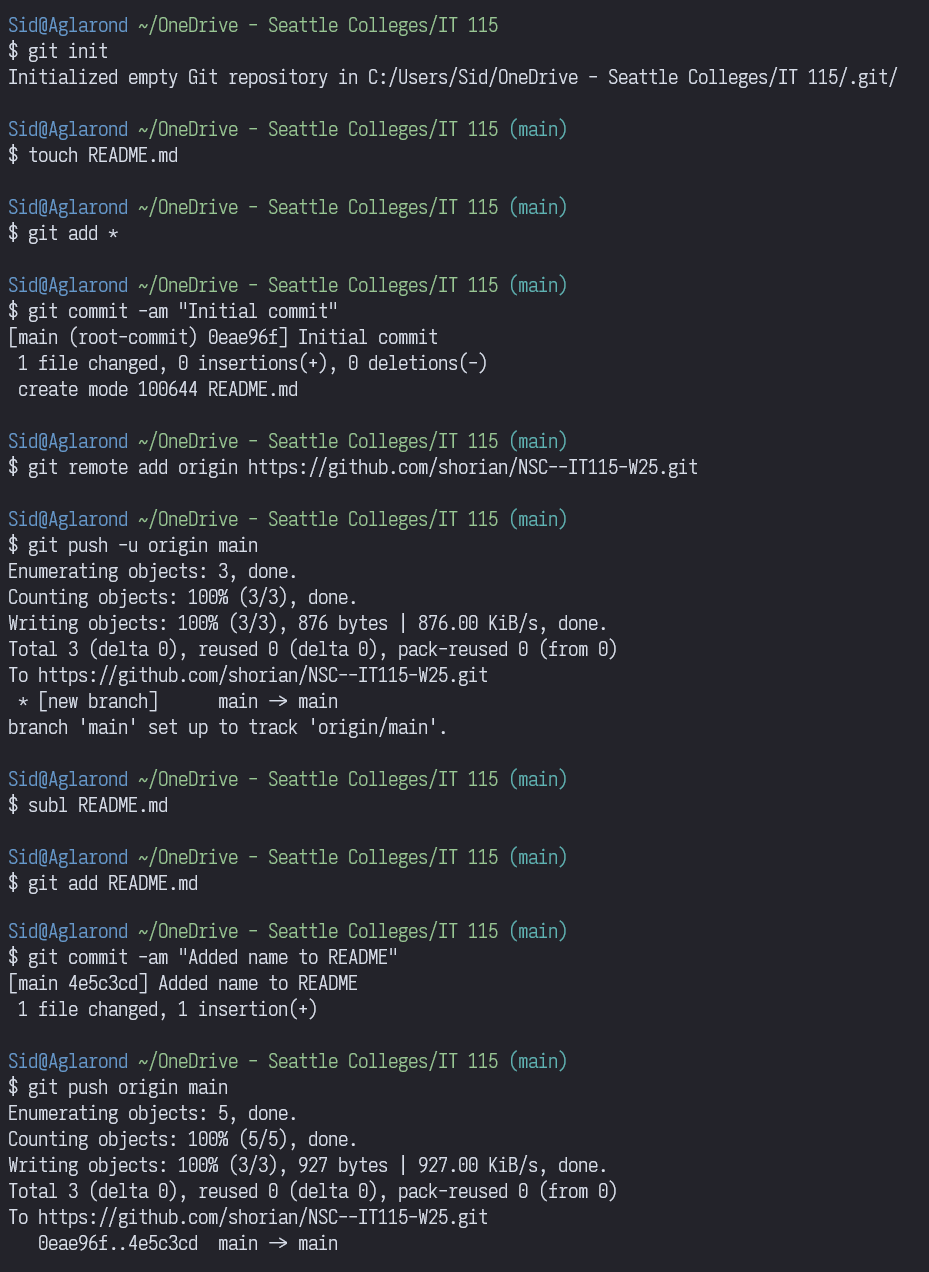 Sid@Aglarond ~/OneDrive - Seattle Colleges/IT 115
$ git init
Initialized empty Git repository in C:/Users/Sid/OneDrive - Seattle Colleges/IT 115/.git/
Sid@Aglarond ~/OneDrive - Seattle Colleges/IT 115 (main)
$ touch README.md
Sid@Aglarond ~/OneDrive - Seattle Colleges/IT 115 (main)
$ git add *
Sid@Aglarond ~/OneDrive - Seattle Colleges/IT 115 (main)
$ git commit -am "Initial commit"
[main (root-commit) 0eae96f] Initial commit
 1 file changed, 0 insertions(+), 0 deletions(-)
 create mode 100644 README.md
Sid@Aglarond ~/OneDrive - Seattle Colleges/IT 115 (main)
$ git remote add origin https://github.com/shorian/NSC--IT115-W25.git
Sid@Aglarond ~/OneDrive - Seattle Colleges/IT 115 (main)
$ git push -u origin main
Enumerating objects: 3, done.
Counting objects: 100% (3/3), done.
Writing objects: 100% (3/3), 876 bytes | 876.00 KiB/s, done.
Total 3 (delta 0), reused 0 (delta 0), pack-reused 0 (from 0)
To https://github.com/shorian/NSC--IT115-W25.git
 * [new branch]      main -> main
branch 'main' set up to track 'origin/main'.
Sid@Aglarond ~/OneDrive - Seattle Colleges/IT 115 (main)
$ subl README.md
Sid@Aglarond ~/OneDrive - Seattle Colleges/IT 115 (main)
$ git add README.md
Sid@Aglarond ~/OneDrive - Seattle Colleges/IT 115 (main)
$ git commit -am "Added name to README"
[main 4e5c3cd] Added name to README
 1 file changed, 1 insertion(+)
Sid@Aglarond ~/OneDrive - Seattle Colleges/IT 115 (main)
$ git push origin main
Enumerating objects: 5, done.
Counting objects: 100% (5/5), done.
Writing objects: 100% (3/3), 927 bytes | 927.00 KiB/s, done.
Total 3 (delta 0), reused 0 (delta 0), pack-reused 0 (from 0)
To https://github.com/shorian/NSC--IT115-W25.git
   0eae96f..4e5c3cd  main -> main